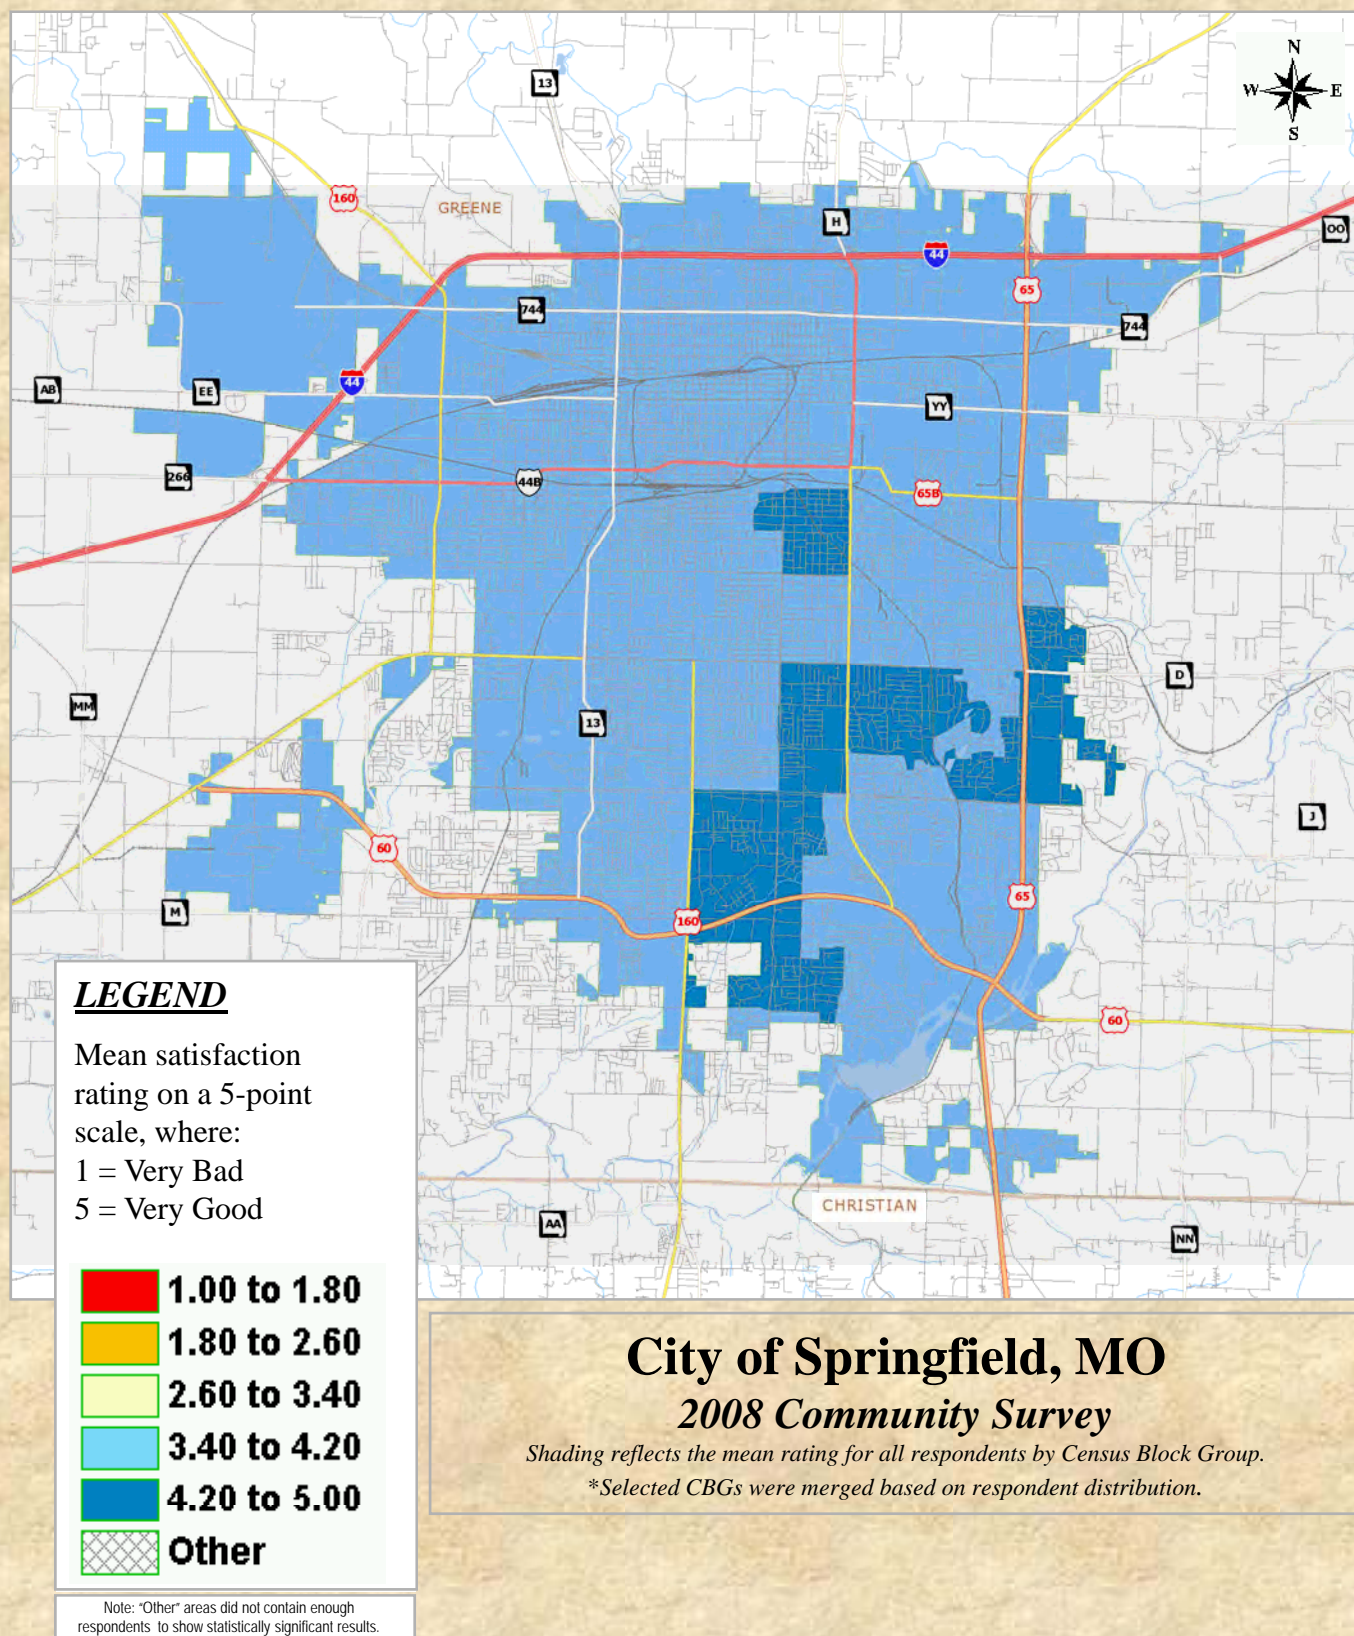 N
W
E
S
13
160
GREENE
H
OO
44
65
744
744
AB
EE
44
YY
266
44B
65B
D
MM
13
J
60
65
M
160
60
CHRISTIAN
AA
NN
LEGEND
Mean satisfaction
rating on a 5-point
scale, where:
1 = Very Bad
5 = Very Good
1.00 to 1.80
1.80 to 2.60
2.60 to 3.40
3.40 to 4.20
4.20 to 5.00
Other
Note: “Other” areas did not contain enough
respondents to show statistically significant results.
City of Springfield, MO
2008 Community Survey
Shading reflects the mean rating for all respondents by Census Block Group.
*Selected CBGs were merged based on respondent distribution.